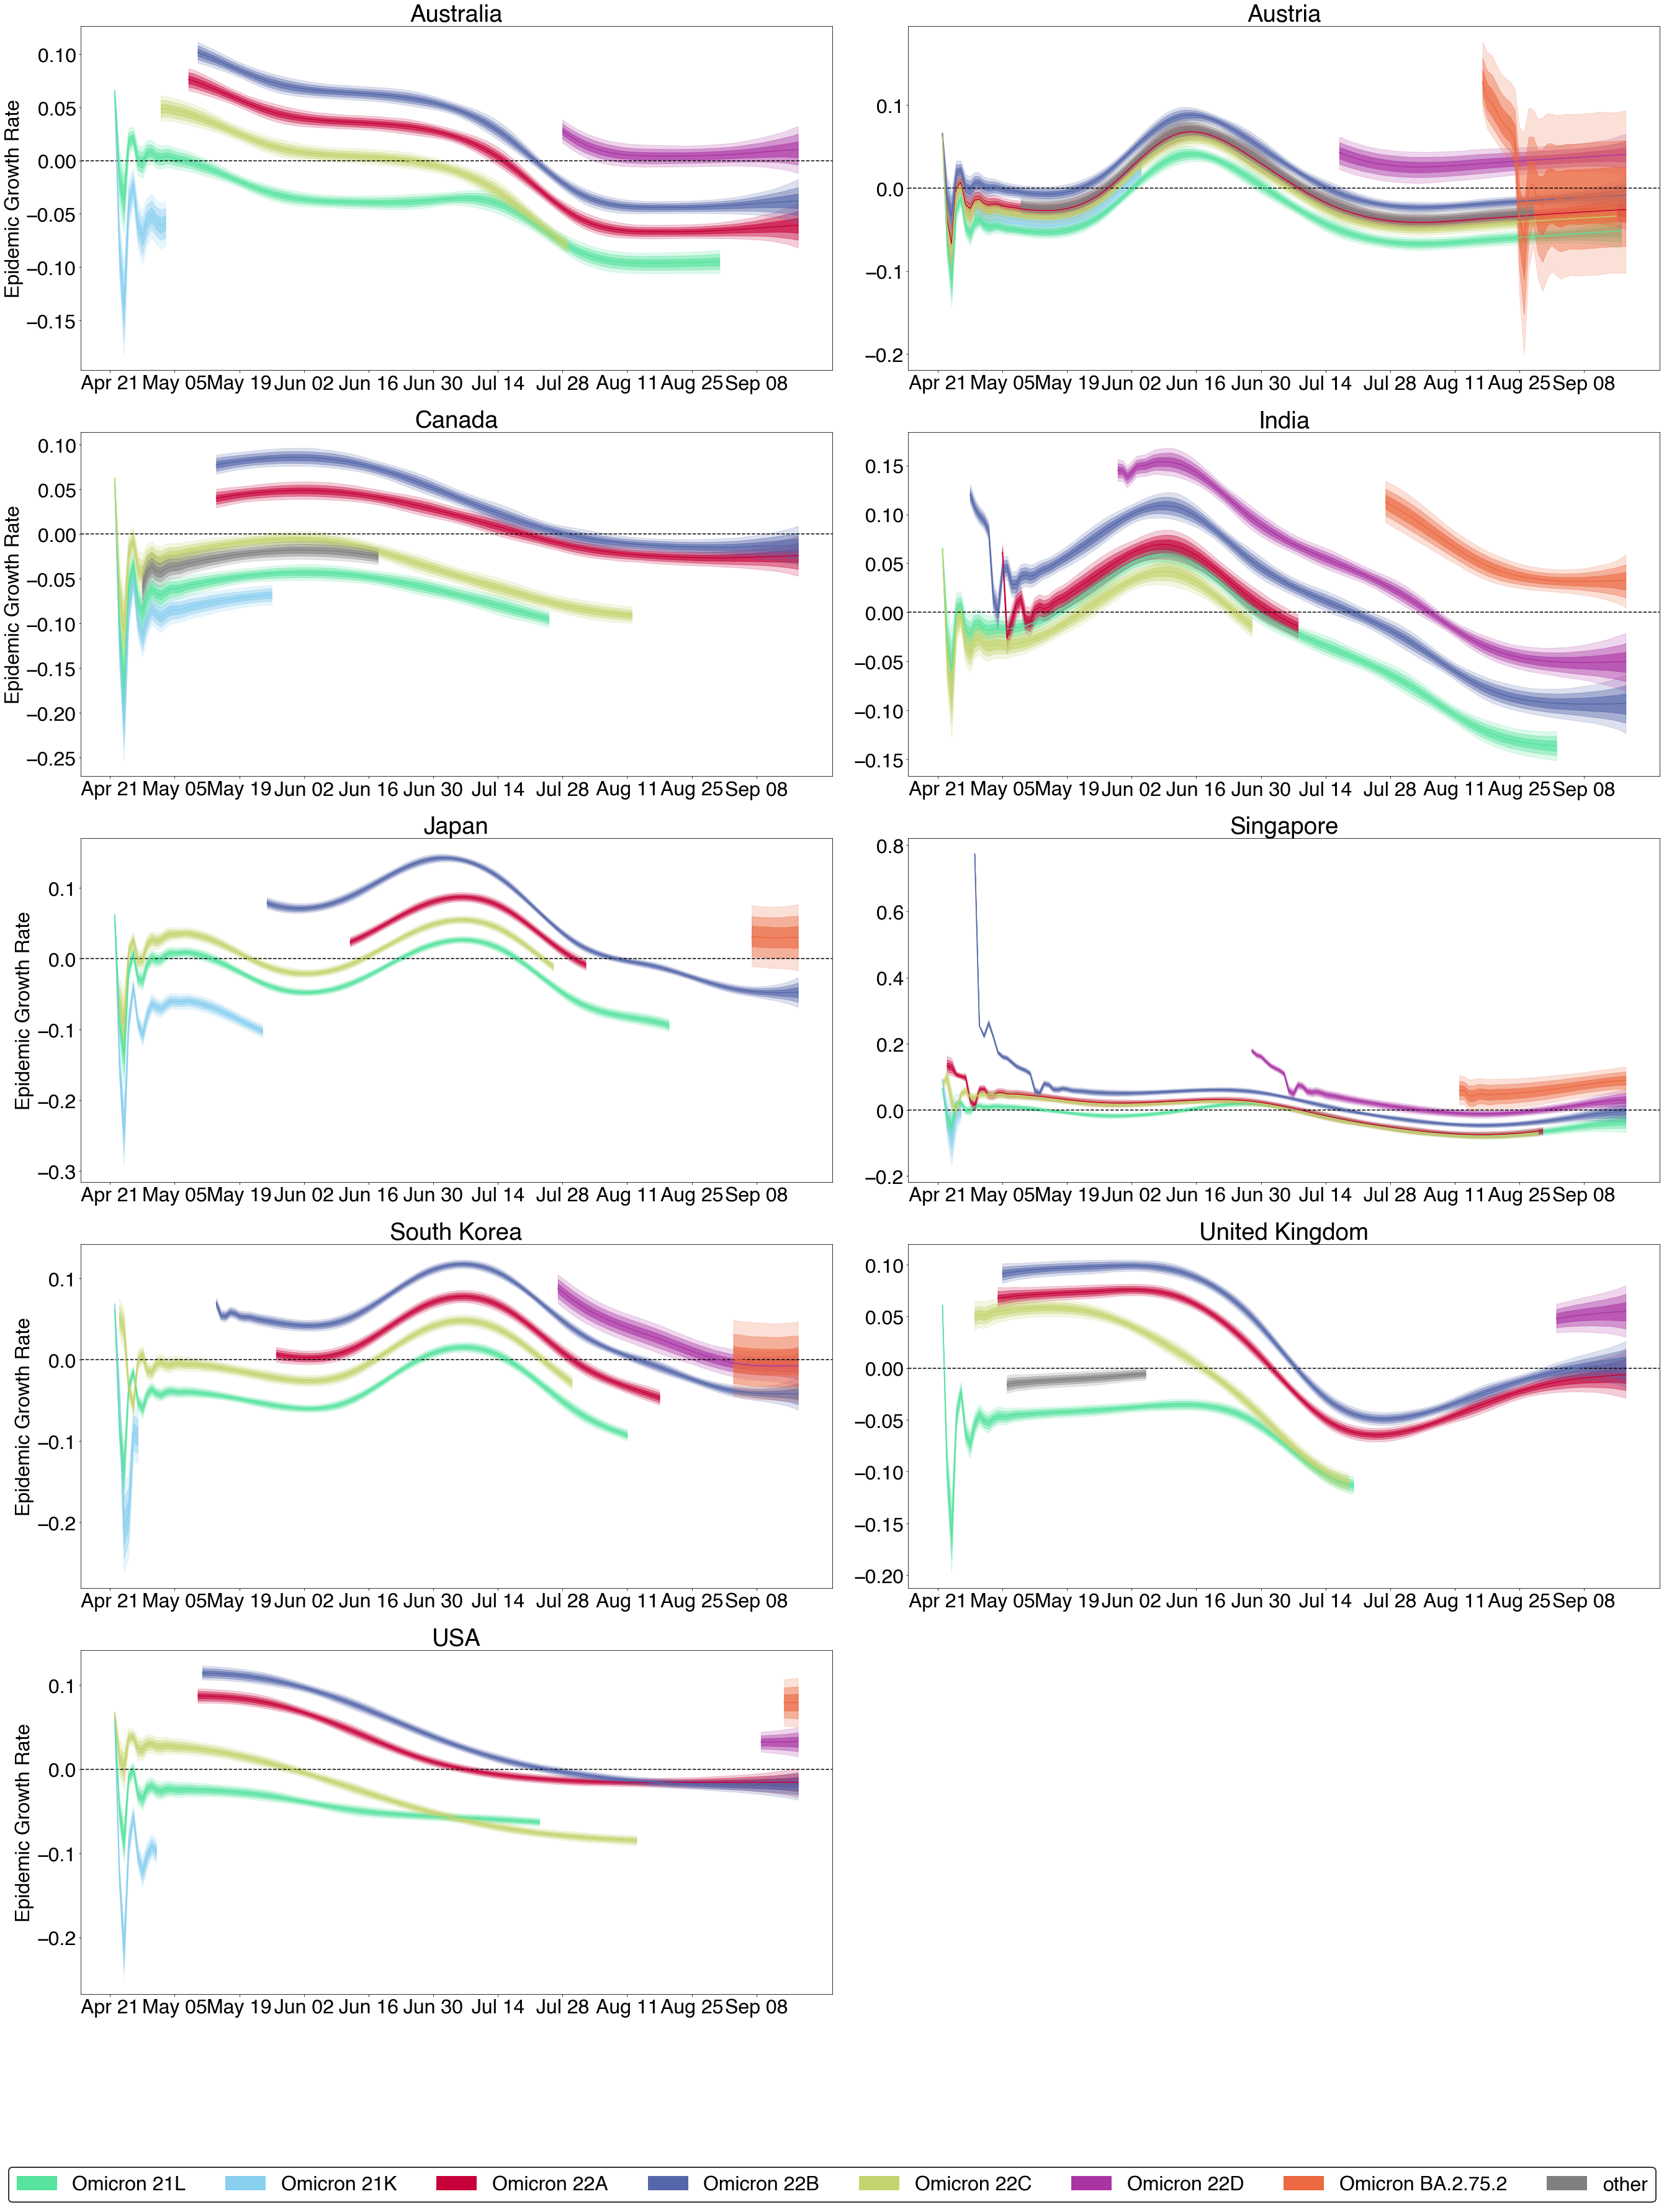 Australia
Epidemic Growth Rate
0.10
0.05
0.00
−0.05
−0.10
−0.15
Apr 21 May 05 May 19 Jun 02 Jun 16 Jun 30 Jul 14 Jul 28 Aug 11 Aug 25 Sep 08
Austria
0.1
0.0
−0.1
−0.2
Apr 21 May 05 May 19 Jun 02 Jun 16 Jun 30 Jul 14 Jul 28 Aug 11 Aug 25 Sep 08
Canada
Epidemic Growth Rate
0.10
0.05
0.00
−0.05
−0.10
−0.15
−0.20
−0.25
Apr 21 May 05 May 19 Jun 02 Jun 16 Jun 30 Jul 14 Jul 28 Aug 11 Aug 25 Sep 08
India
0.15
0.10
0.05
0.00
−0.05
−0.10
−0.15
Apr 21 May 05 May 19 Jun 02 Jun 16 Jun 30 Jul 14 Jul 28 Aug 11 Aug 25 Sep 08
Japan
Epidemic Growth Rate
0.1
0.0
−0.1
−0.2
−0.3
Apr 21 May 05 May 19 Jun 02 Jun 16 Jun 30 Jul 14 Jul 28 Aug 11 Aug 25 Sep 08
Singapore
0.8
0.6
0.4
0.2
0.0
−0.2
Apr 21 May 05 May 19 Jun 02 Jun 16 Jun 30 Jul 14 Jul 28 Aug 11 Aug 25 Sep 08
South Korea
Epidemic Growth Rate
0.1
0.0
−0.1
−0.2
Apr 21 May 05 May 19 Jun 02 Jun 16 Jun 30 Jul 14 Jul 28 Aug 11 Aug 25 Sep 08
United Kingdom
0.10
0.05
0.00
−0.05
−0.10
−0.15
−0.20
Apr 21 May 05 May 19 Jun 02 Jun 16 Jun 30 Jul 14 Jul 28 Aug 11 Aug 25 Sep 08
USA
Epidemic Growth Rate
0.1
0.0
−0.1
−0.2
Apr 21 May 05 May 19 Jun 02 Jun 16 Jun 30 Jul 14 Jul 28 Aug 11 Aug 25 Sep 08
Omicron 21L Omicron 21K Omicron 22A Omicron 22B Omicron 22C Omicron 22D Omicron BA.2.75.2 other